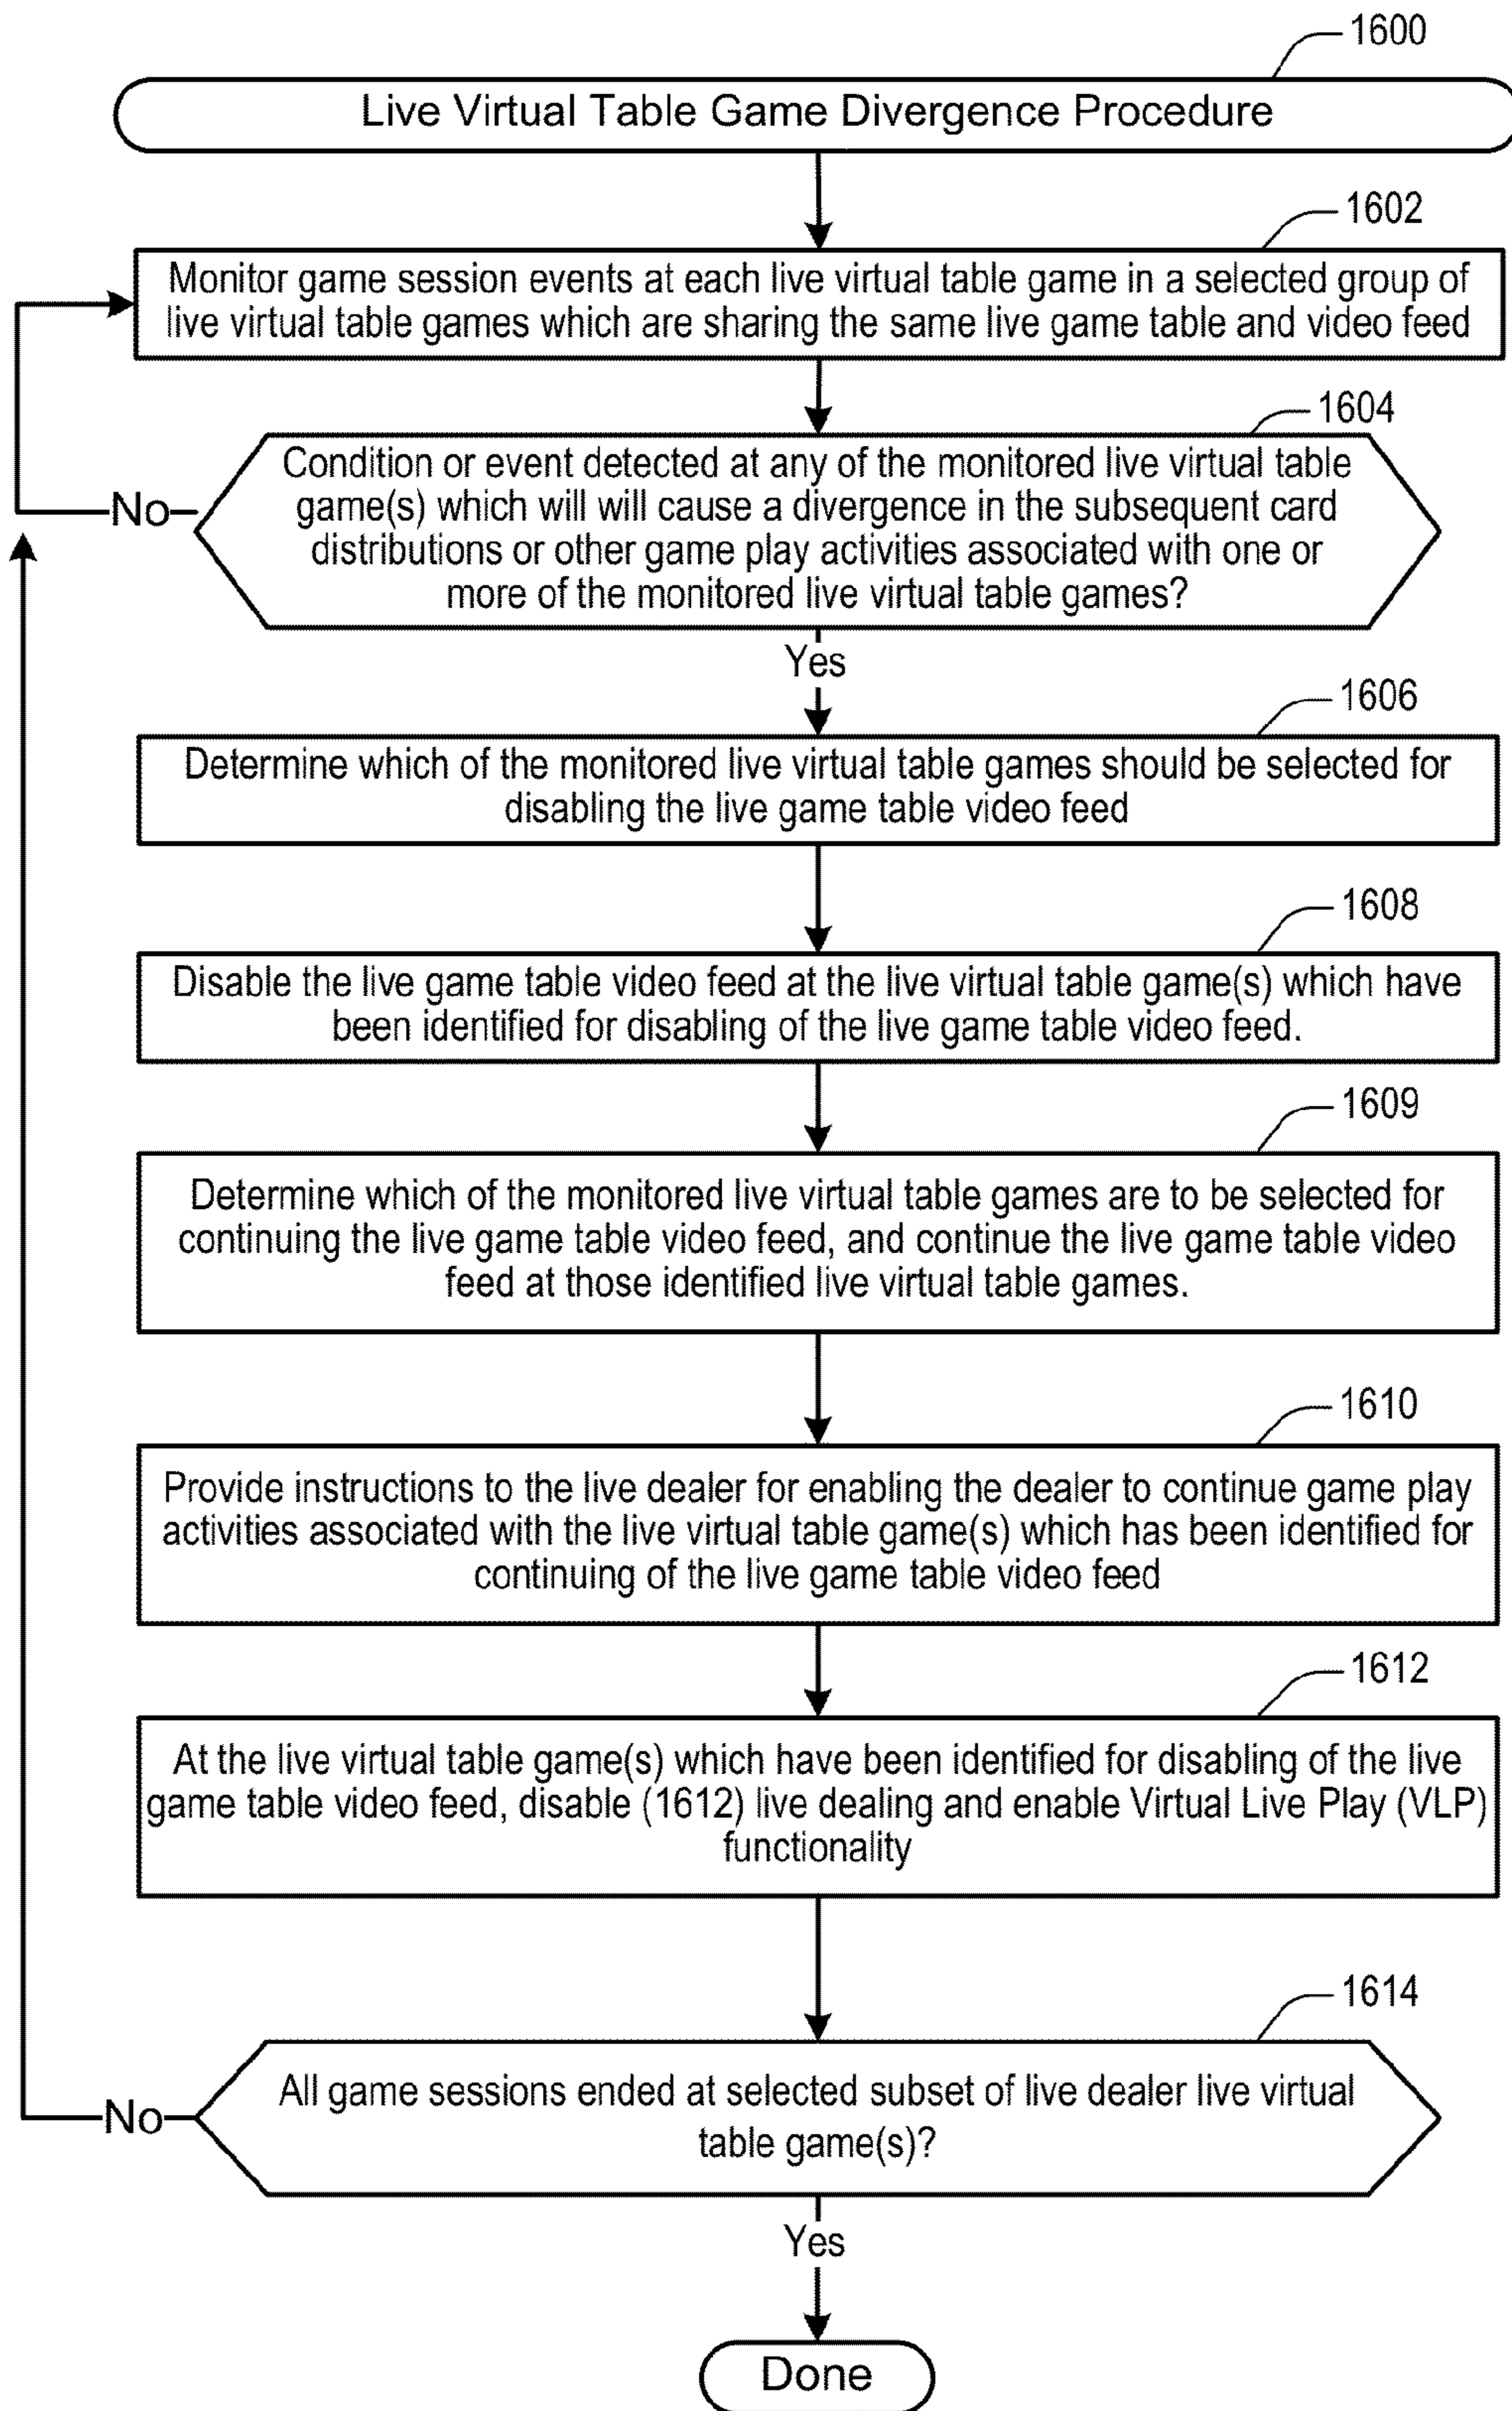 1600
Live Virtual Table Game Divergence Procedure
1602
Monitor game session events at each live virtual table game in a selected group of
live virtual table games which are sharing the same live game table and video feed
1604
Condition or event detected at any of the monitored live virtual table
game(s) which will will cause a divergence in the subsequent card
distributions or other game play activities associated with one or
more of the monitored live virtual table games?
No
Yes
1606
Determine which of the monitored live virtual table games should be selected for
disabling the live game table video feed
1608
Disable the live game table video feed at the live virtual table game(s) which have
been identified for disabling of the live game table video feed.
1609
Determine which of the monitored live virtual table games are to be selected for
continuing the live game table video feed, and continue the live game table video
feed at those identified live virtual table games.
1610
Provide instructions to the live dealer for enabling the dealer to continue game play
activities associated with the live virtual table game(s) which has been identified for
continuing of the live game table video feed
1612
At the live virtual table game(s) which have been identified for disabling of the live
game table video feed, disable (1612) live dealing and enable Virtual Live Play (VLP)
functionality
1614
All game sessions ended at selected subset of live dealer live virtual
table game(s)?
No
Yes
Done